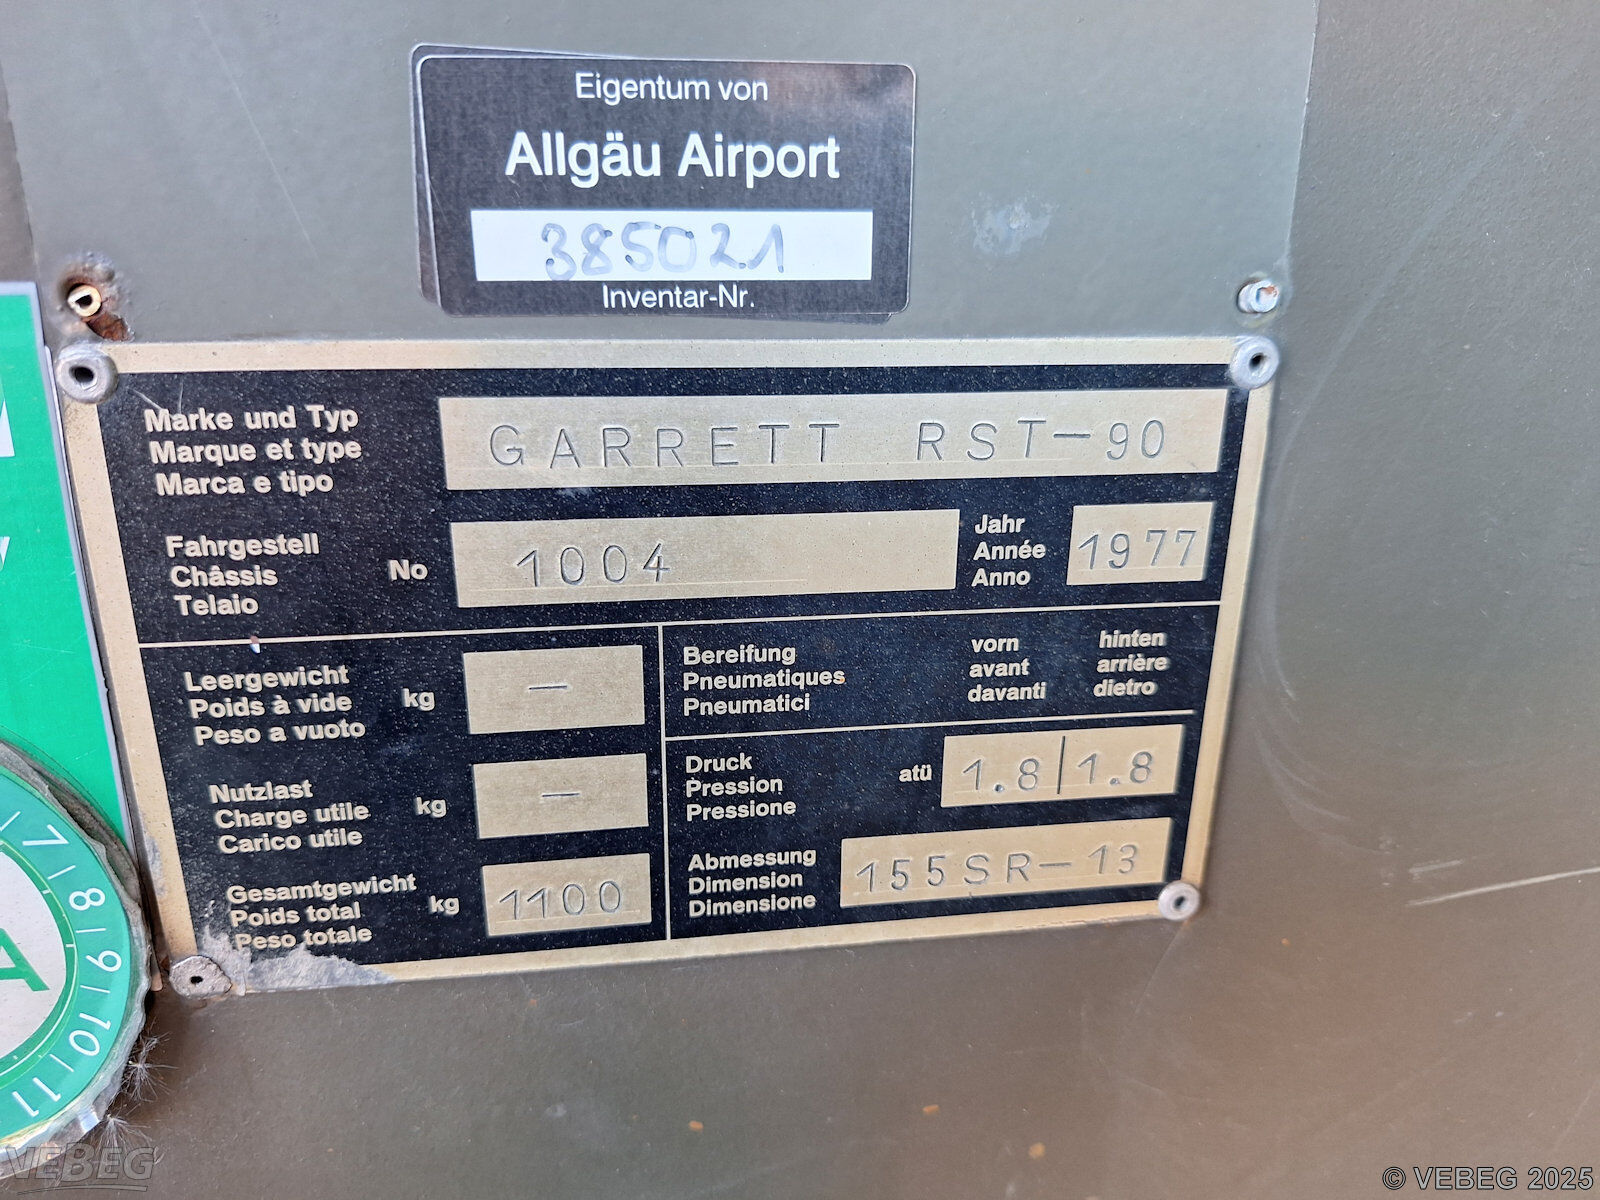 Eigentum von
Allgäu Airport
385021
Inventar-Nr.
Marke und Typ
Marque et type
Marca e tipo
GARRETT RST-90
Fahrgestell
Châssis
Telaio
No
1004
Jahr
Année
Anno
1977
Leergewicht
Poids à vide
Peso a vuoto
kg
-
Nutzlast
Charge utile
Carico utile
kg
-
Gesamtgewicht
Poids total
Peso totale
kg
1100
Bereifung
Pneumatiques
Pneumatici
vorn
avant
davanti
hinten
arrière
dietro
Druck
Pression
Pressione
atü
1.8|1.8
Abmessung
Dimension
Dimensione
155SR-13
7 8 9 10 11
VEBEG
© VEBEG 2025